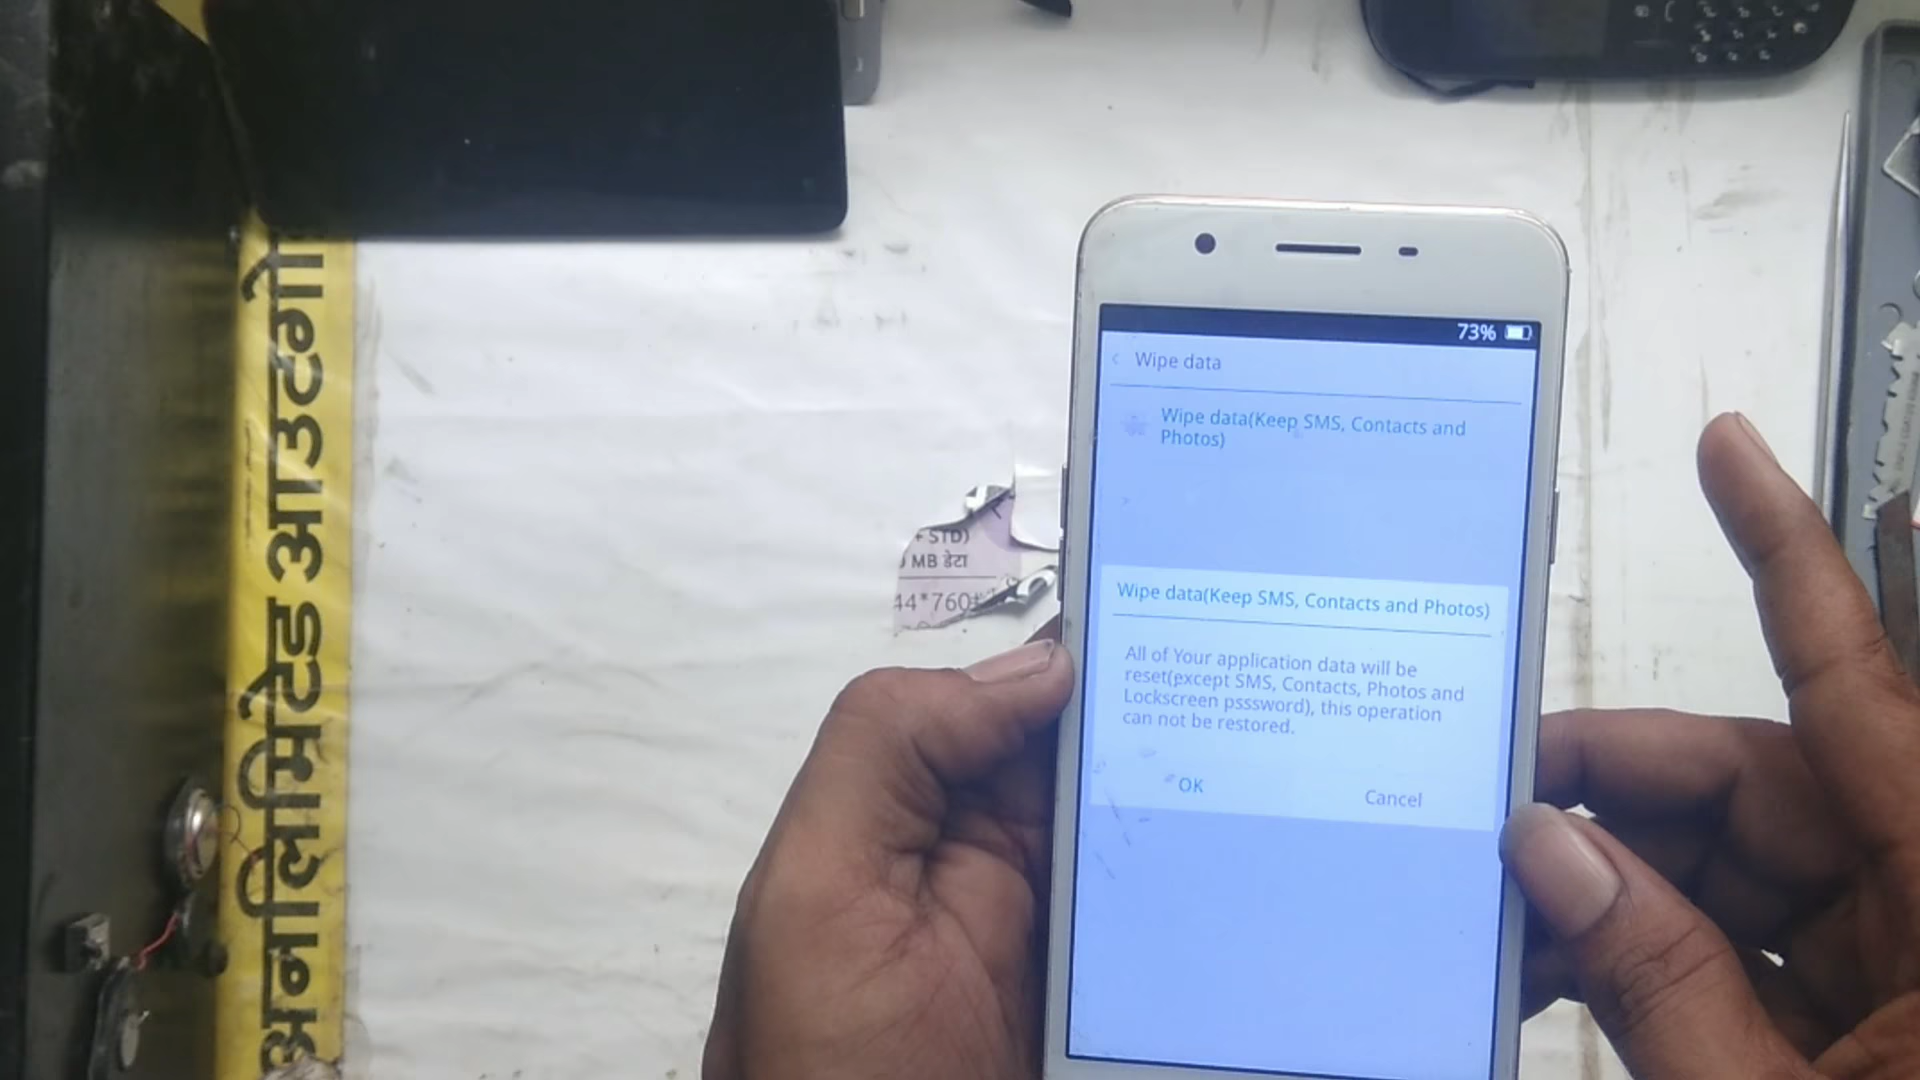 अनलिमिटेड आउटगो
+ STD)
MB डेटा
44*760
73%
Wipe data
Wipe data(Keep SMS, Contacts and
Photos)
Wipe data(Keep SMS, Contacts and Photos)
All of Your application data will be
reset(except SMS, Contacts, Photos and
Lockscreen psssword), this operation
can not be restored.
OK
Cancel